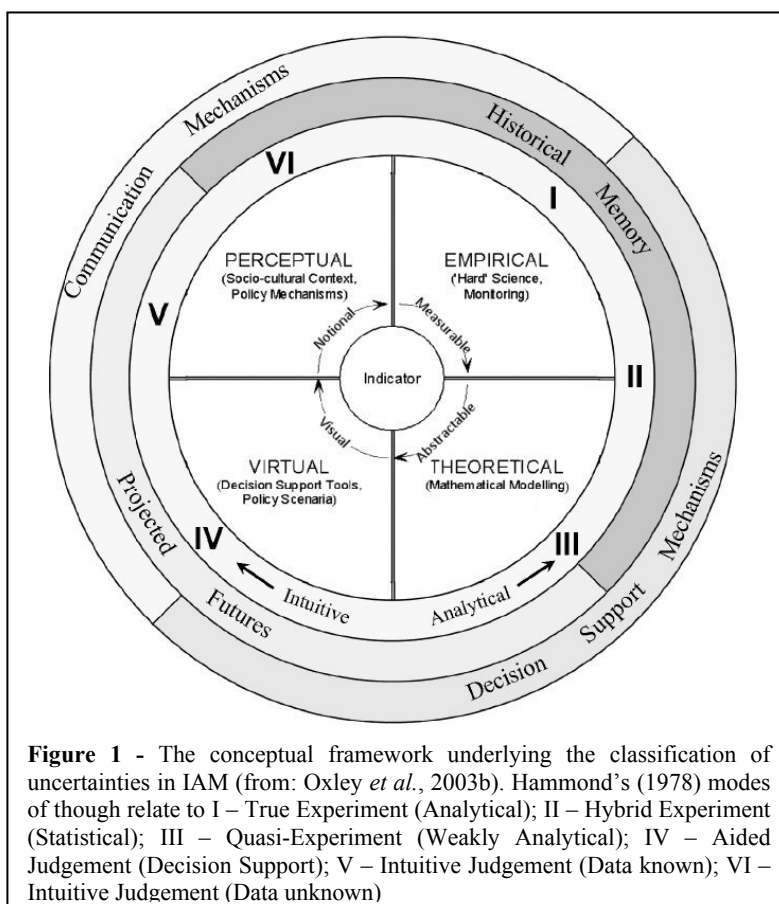 Communication Mechanisms
Historical Memory
VI
I
PERCEPTUAL
(Socio-cultural Context,
Policy Mechanisms)
EMPIRICAL
('Hard' Science,
Monitoring)
V
Notional
Measurable
II
Indicator
Visual
Abstractable
VIRTUAL
(Decision Support Tools,
Policy Scenaria)
THEORETICAL
(Mathematical Modelling)
IV
III
Intuitive
Analytical
Projected Futures
Decision Support Mechanisms
Figure 1 - The conceptual framework underlying the classification of
uncertainties in IAM (from: Oxley et al., 2003b). Hammond's (1978) modes
of though relate to I – True Experiment (Analytical); II – Hybrid Experiment
(Statistical); III – Quasi-Experiment (Weakly Analytical); IV – Aided
Judgement (Decision Support); V – Intuitive Judgement (Data known); VI –
Intuitive Judgement (Data unknown)